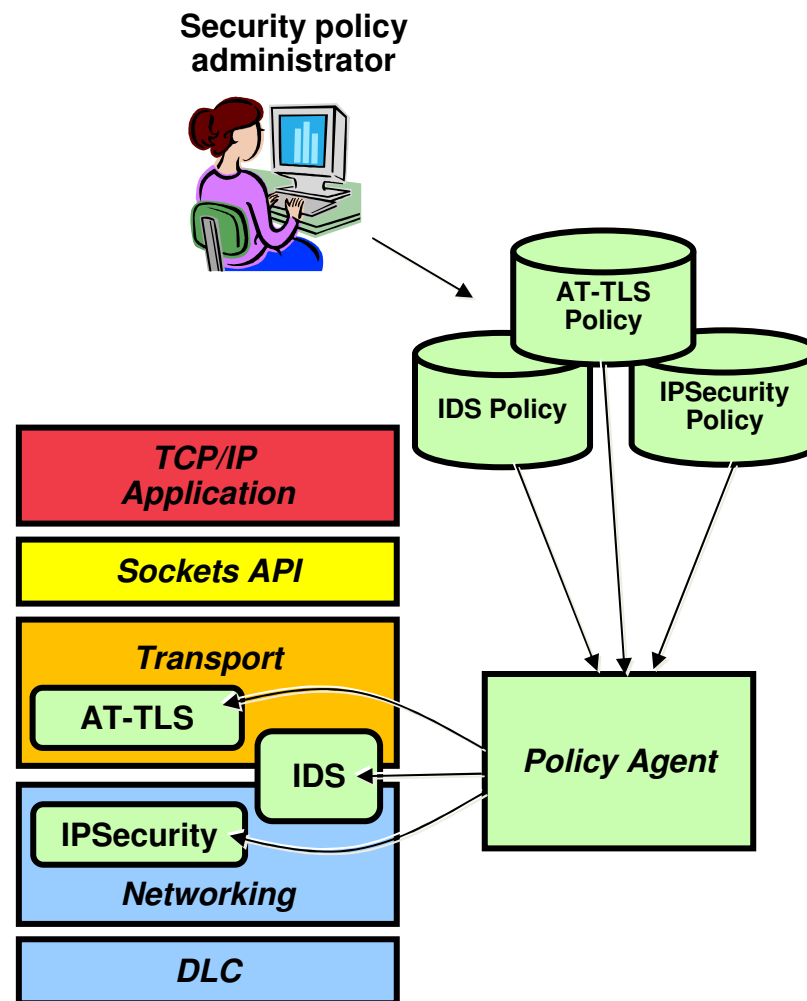 Security policy
administrator
AT-TLS
Policy
IDS Policy
IPSecurity
Policy
TCP/IP
Application
Sockets API
Transport
AT-TLS
IDS
IPSecurity
Networking
DLC
Policy Agent